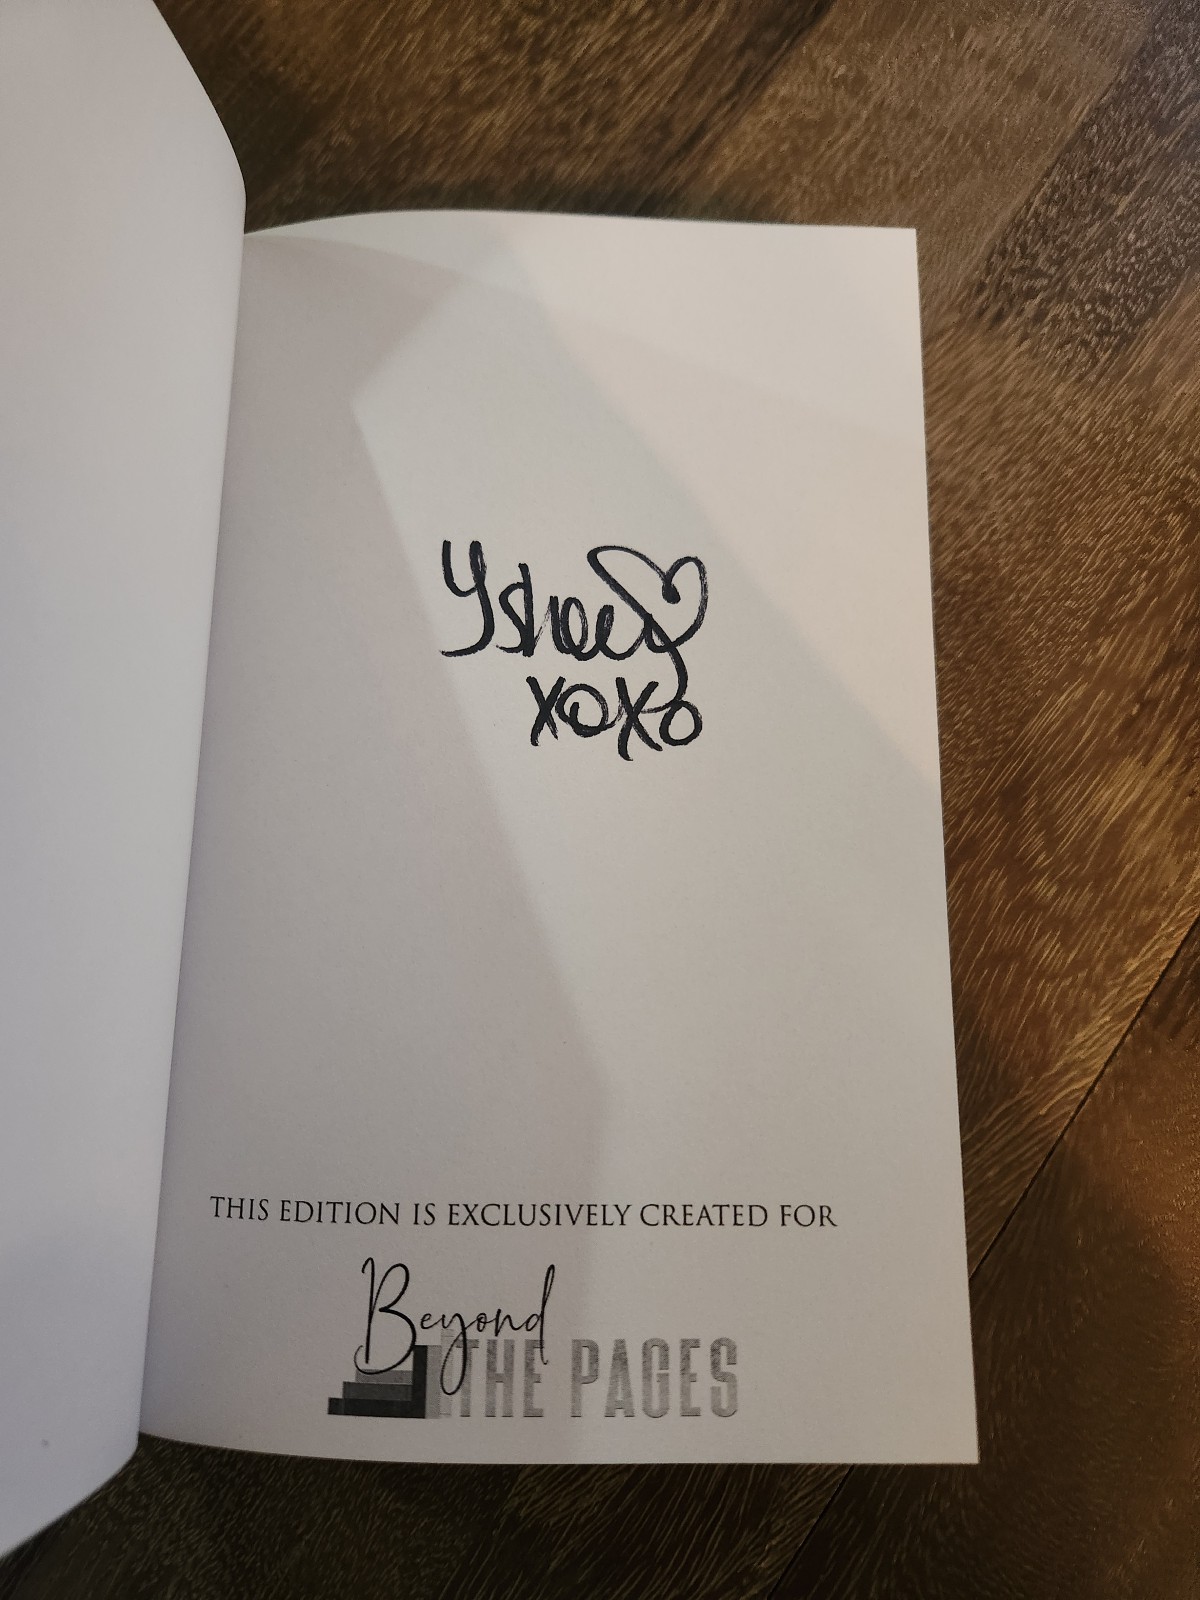 xoxo
THIS EDITION IS EXCLUSIVELY CREATED FOR
Beyond
THE PAGES